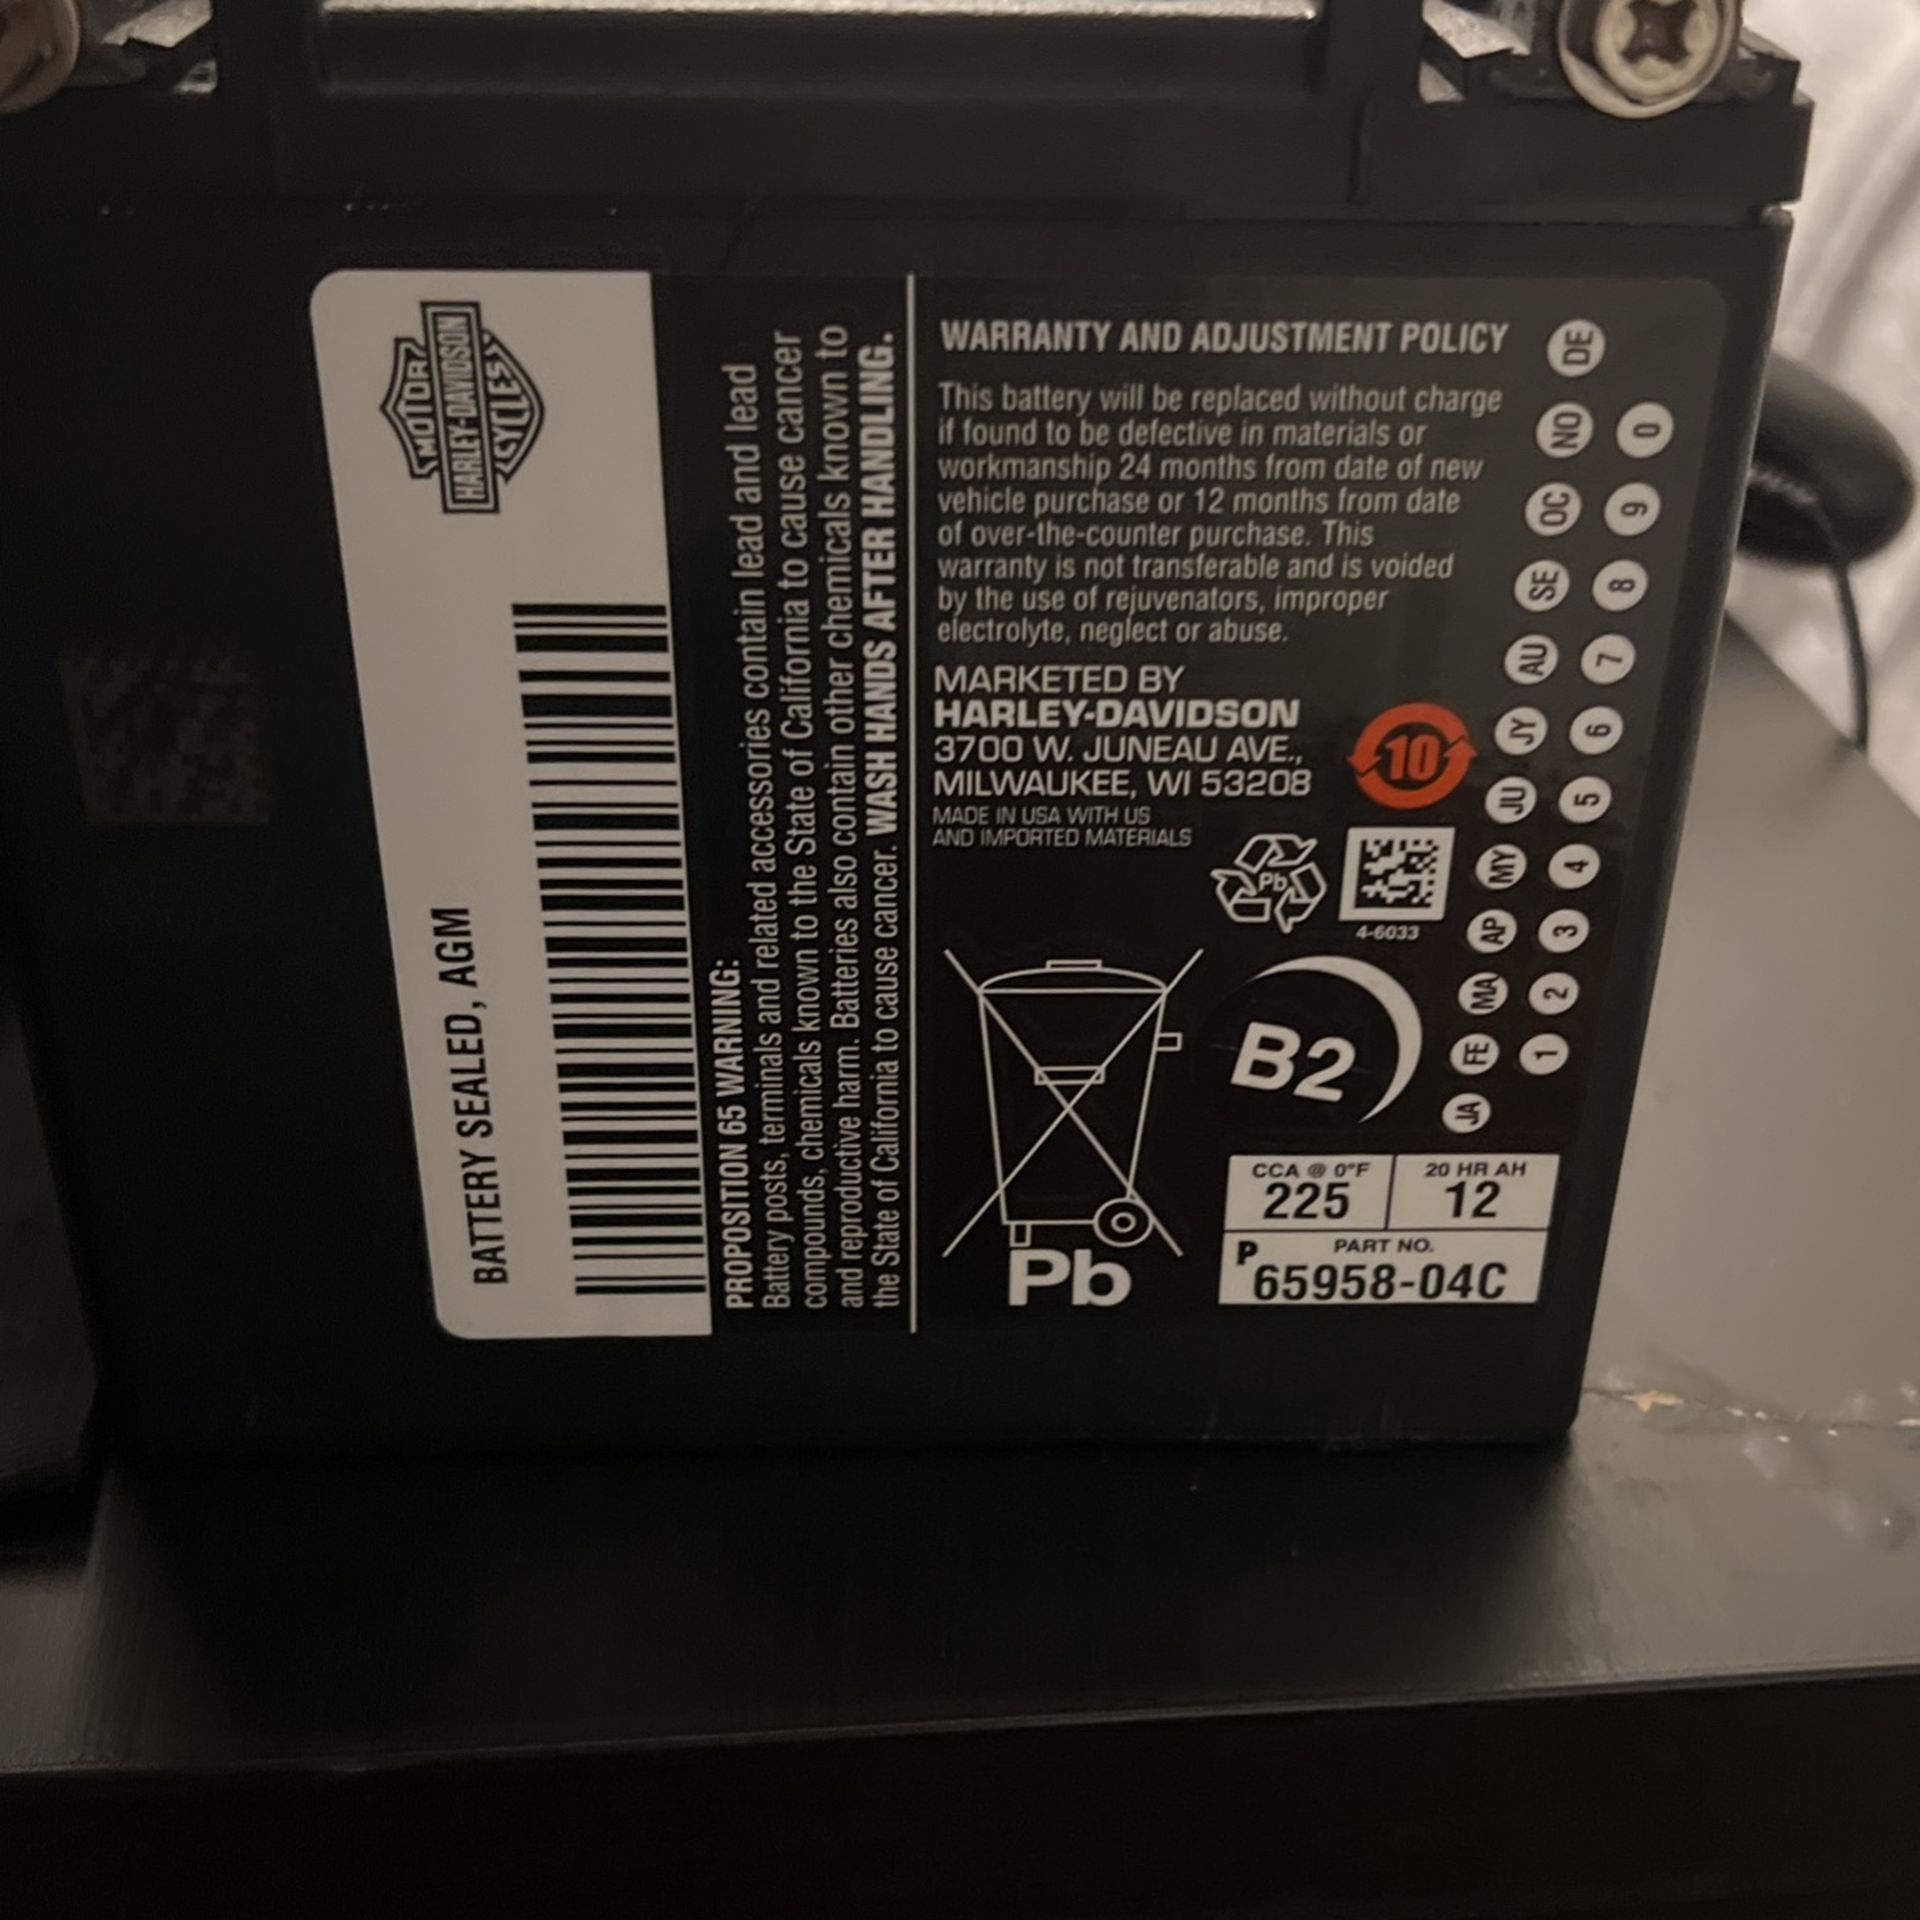 MOTOR
HARLEY-DAVIDSON
CYCLES
BATTERY SEALED, AGM
PROPOSITION 65 WARNING:
Battery posts, terminals and related accessories contain lead and lead
compounds, chemicals known to the State of California to cause cancer
and reproductive harm. Batteries also contain other chemicals known to
the State of California to cause cancer. WASH HANDS AFTER HANDLING.
WARRANTY AND ADJUSTMENT POLICY
This battery will be replaced without charge
if found to be defective in materials or
workmanship 24 months from date of new
vehicle purchase or 12 months from date
of over-the-counter purchase. This
warranty is not transferable and is voided
by the use of rejuvenators, improper
electrolyte, neglect or abuse.
MARKETED BY
HARLEY-DAVIDSON
3700 W. JUNEAU AVE.,
MILWAUKEE, WI 53208
MADE IN USA WITH US
AND IMPORTED MATERIALS
10
Pb
4-6033
B2
Pb
CCA @ 0°F
225
20 HR AH
12
PART NO.
P 65958-04C
JA FE MA AP MY JU JY AU SE OC NO DE
1 2 3 4 5 6 7 8 9 0